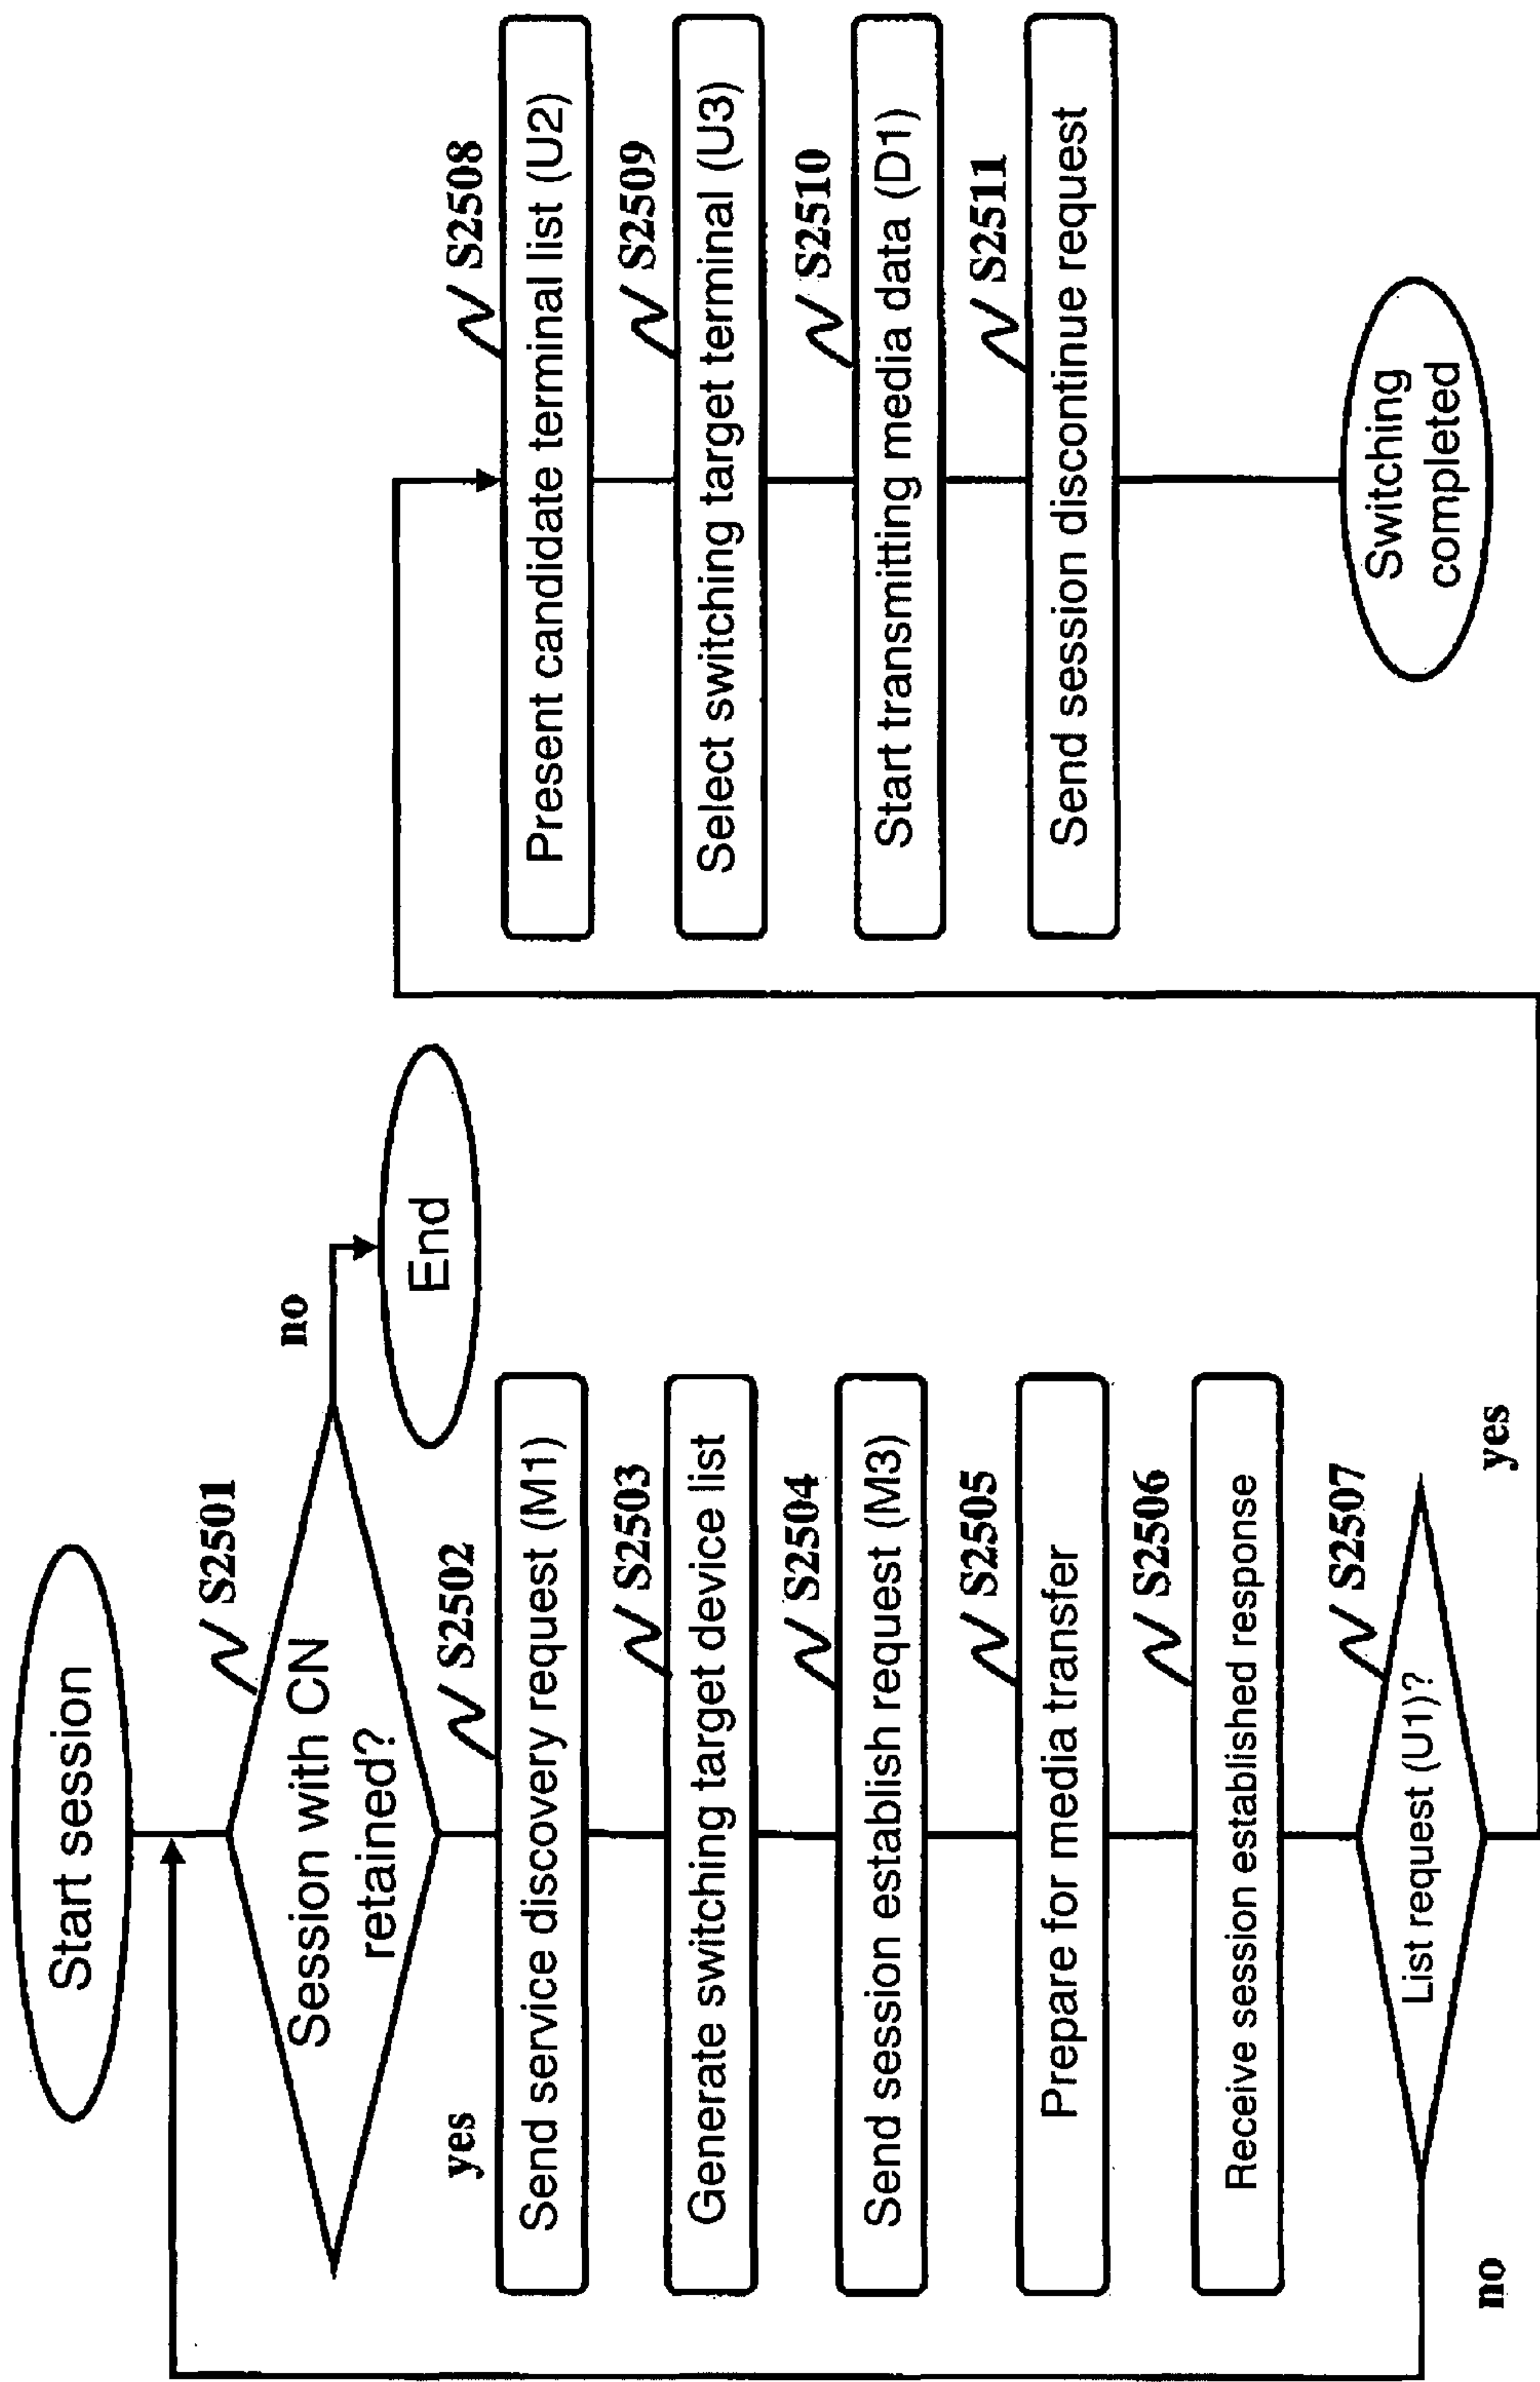 Start session
S2501
Session with CN
retained?
no
End
yes
S2502
Send service discovery request (M1)
S2503
Generate switching target device list
S2504
Send session establish request (M3)
S2505
Prepare for media transfer
S2506
Receive session established response
S2507
List request (U1)?
no
yes
S2508
Present candidate terminal list (U2)
S2509
Select switching target terminal (U3)
S2510
Start transmitting media data (D1)
S2511
Send session discontinue request
Switching
completed